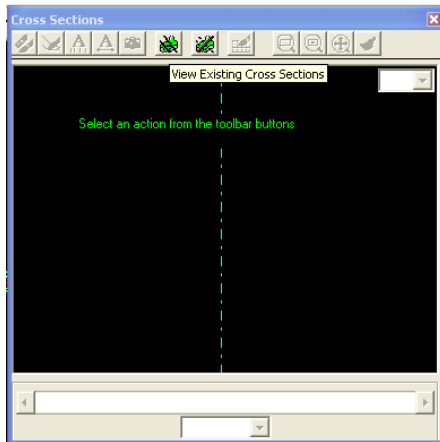 Cross Sections
View Existing Cross Sections
Select an action from the toolbar buttons